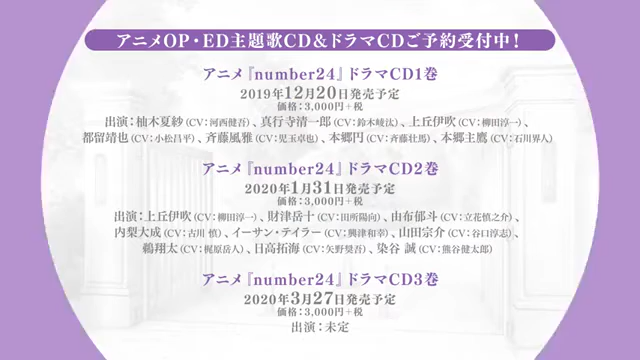 アニメOP・ED主題歌CD&ドラマCDご予約受付中!
アニメ『number24』ドラマCD1巻
2019年12月20日発売予定
価格：3,000円+税
出演：柚木夏紗（CV：河西健吾）、真行寺清一郎（CV：鈴木崚汰）、上丘伊吹（CV：柳田淳一）、
都留靖也（CV：小松昌平）、斉藤風雅（CV：児玉卓也）、本郷円（CV：斉藤壮馬）、本郷主鷹（CV：石川界人）
アニメ『number24』ドラマCD2巻
2020年1月31日発売予定
価格：3,000円+税
出演：上丘伊吹（CV：柳田淳一）、財津岳十（CV：田所陽向）、由布郁斗（CV：立花慎之介）、
内梨大成（CV：古川 慎）、イーサン・テイラー（CV：興津和幸）、山田宗介（CV：谷口淳志）、
鵜翔太（CV：梶原岳人）、日高拓海（CV：矢野奨吾）、染谷 誠（CV：熊谷健太郎）
アニメ『number24』ドラマCD3巻
2020年3月27日発売予定
価格：3,000円+税
出演：未定